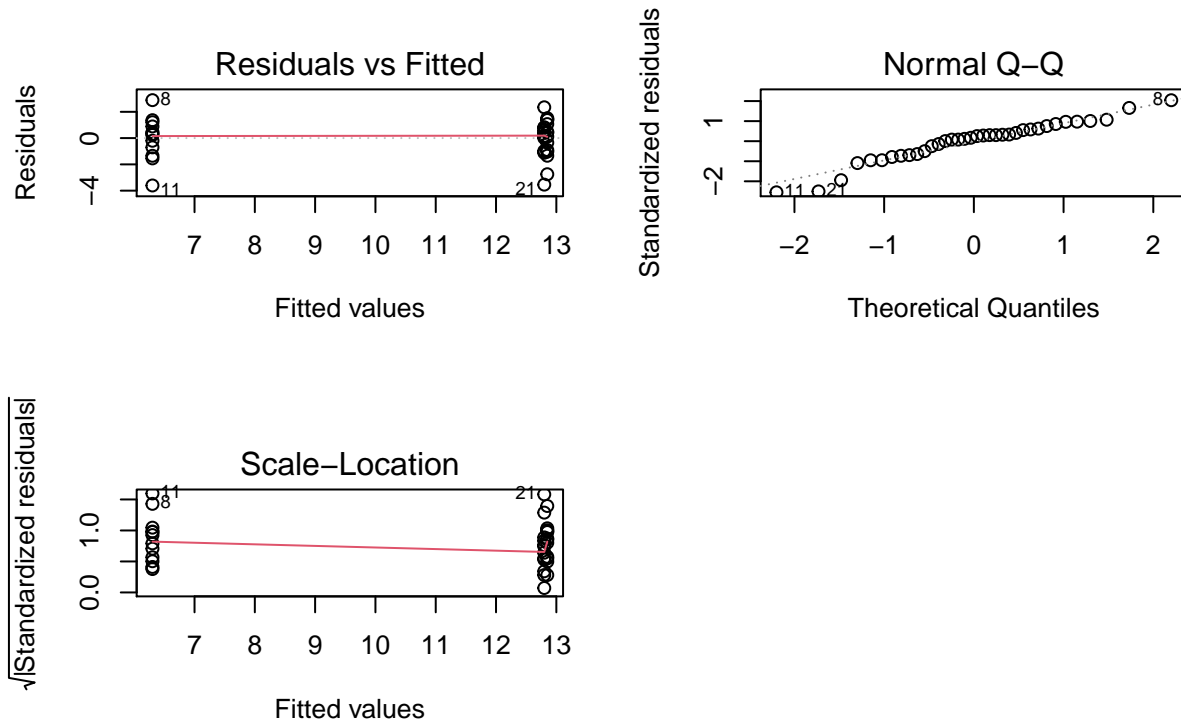 Residuals vs Fitted
Residuals
0
−4
8
11
21
7 8 9 10 11 12 13
Fitted values
Normal Q−Q
Standardized residuals
1
−2
8
11
21
−2 −1 0 1 2
Theoretical Quantiles
Scale−Location
√|Standardized residuals|
1.0
0.0
11
8
21
7 8 9 10 11 12 13
Fitted values